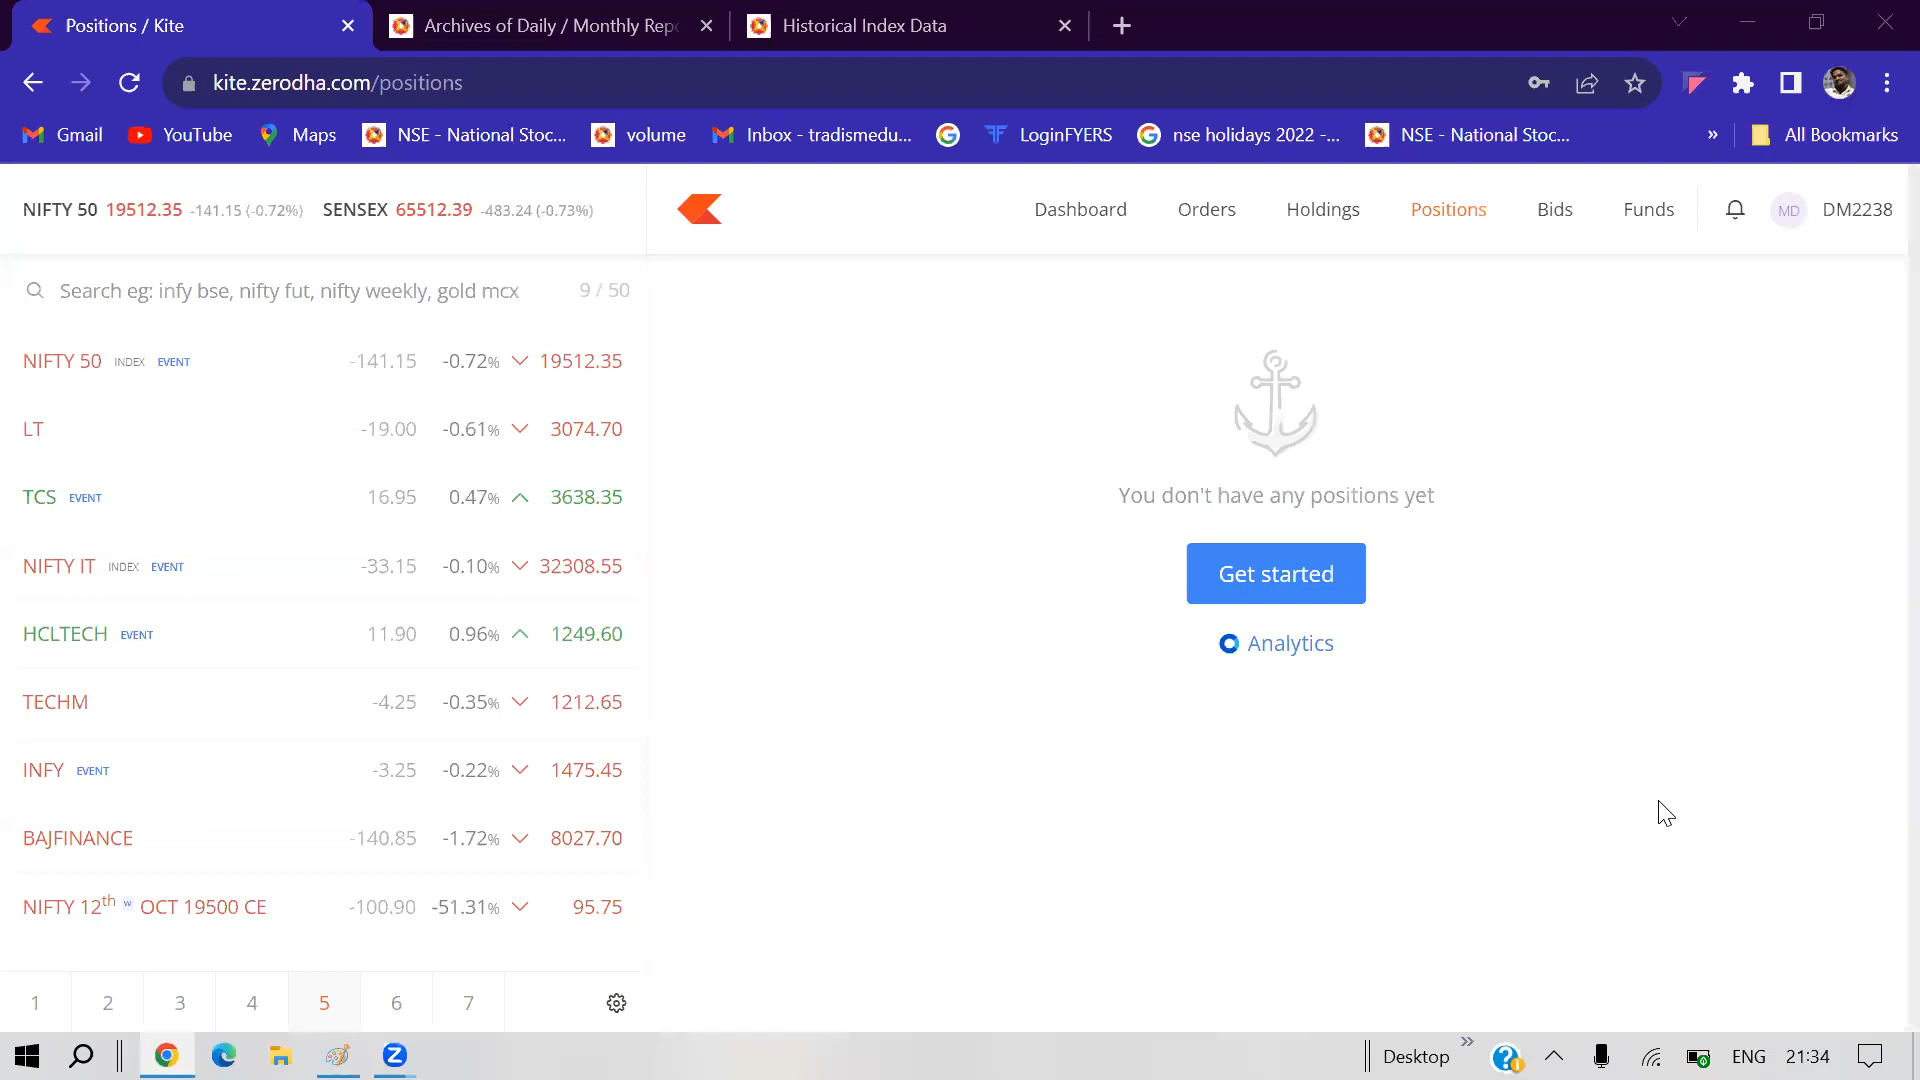 Positions / Kite
Archives of Daily / Monthly Repo
Historical Index Data
kite.zerodha.com/positions
Gmail
YouTube
Maps
NSE - National Stoc...
volume
Inbox - tradismedu...
LoginFYERS
nse holidays 2022 -...
NSE - National Stoc...
»
All Bookmarks
NIFTY 50 19512.35 -141.15 (-0.72%) SENSEX 65512.39 -483.24 (-0.73%)
Dashboard Orders Holdings Positions Bids Funds MD DM2238
Search eg: infy bse, nifty fut, nifty weekly, gold mcx 9 / 50
NIFTY 50 INDEX EVENT -141.15 -0.72% 19512.35
LT -19.00 -0.61% 3074.70
TCS EVENT 16.95 0.47% 3638.35
NIFTY IT INDEX EVENT -33.15 -0.10% 32308.55
HCLTECH EVENT 11.90 0.96% 1249.60
TECHM -4.25 -0.35% 1212.65
INFY EVENT -3.25 -0.22% 1475.45
BAJFINANCE -140.85 -1.72% 8027.70
NIFTY 12th w OCT 19500 CE -100.90 -51.31% 95.75
You don't have any positions yet
Get started
Analytics
1 2 3 4 5 6 7
Desktop » ENG 21:34